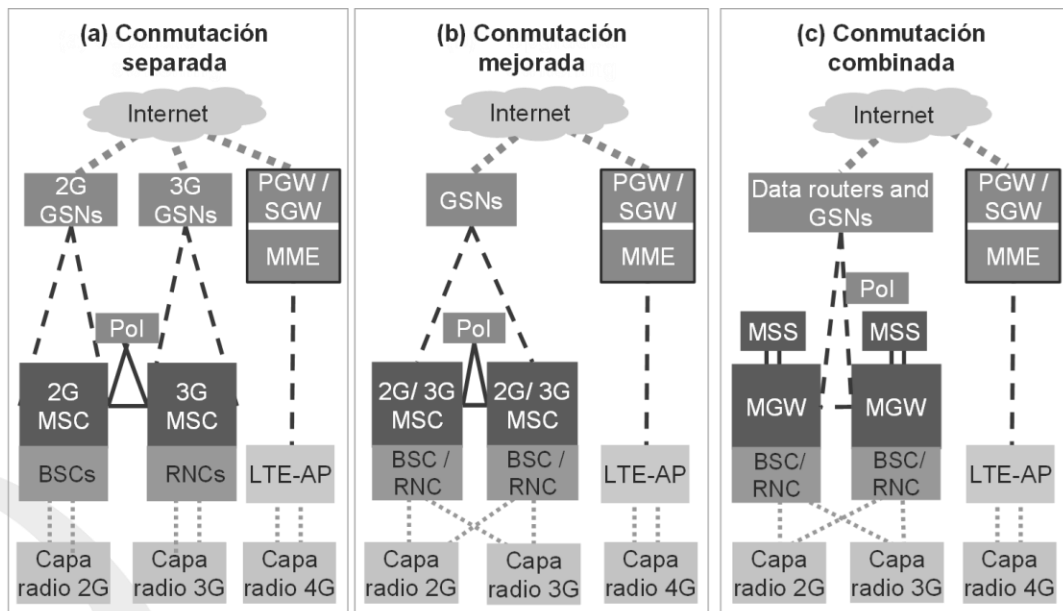 (a) Conmutación
separada
Internet
2G
GSNs
3G
GSNs
PGW /
SGW
MME
PoI
2G
MSC
3G
MSC
BSCs
RNCs
LTE-AP
Capa
radio 2G
Capa
radio 3G
Capa
radio 4G
(b) Conmutación
mejorada
Internet
GSNs
PGW /
SGW
MME
PoI
2G/ 3G
MSC
2G/ 3G
MSC
BSC /
RNC
BSC /
RNC
LTE-AP
Capa
radio 2G
Capa
radio 3G
Capa
radio 4G
(c) Conmutación
combinada
Internet
Data routers and
GSNs
PGW /
SGW
MME
PoI
MSS
MSS
MGW
MGW
BSC/
RNC
BSC/
RNC
LTE-AP
Capa
radio 2G
Capa
radio 3G
Capa
radio 4G